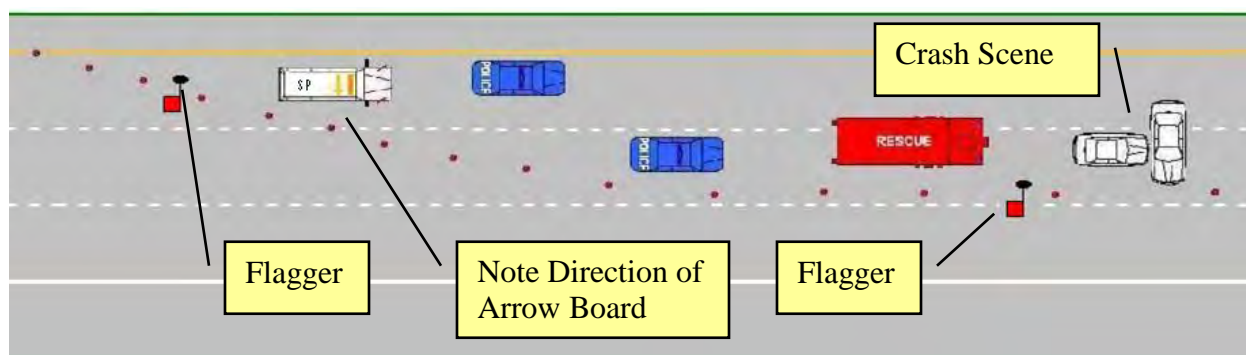 Crash Scene
SP
POLICE
POLICE
RESCUE
Flagger
Note Direction of
Arrow Board
Flagger